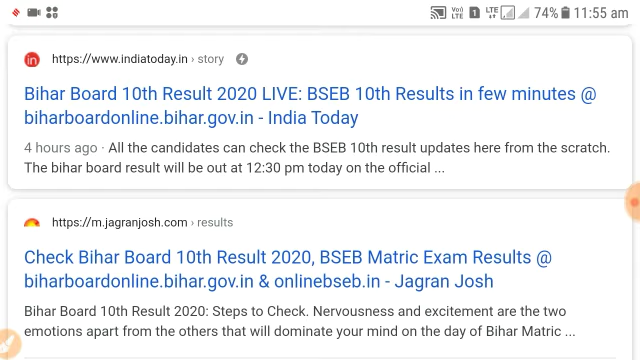 Vo) LTE 1 LTE 74% 11:55 am
https://www.indiatoday.in › story
Bihar Board 10th Result 2020 LIVE: BSEB 10th Results in few minutes @
biharboardonline.bihar.gov.in - India Today
4 hours ago · All the candidates can check the BSEB 10th result updates here from the scratch.
The bihar board result will be out at 12:30 pm today on the official ...
https://m.jagranjosh.com › results
Check Bihar Board 10th Result 2020, BSEB Matric Exam Results @
biharboardonline.bihar.gov.in & onlinebseb.in - Jagran Josh
Bihar Board 10th Result 2020: Steps to Check. Nervousness and excitement are the two
emotions apart from the others that will dominate your mind on the day of Bihar Matric ...